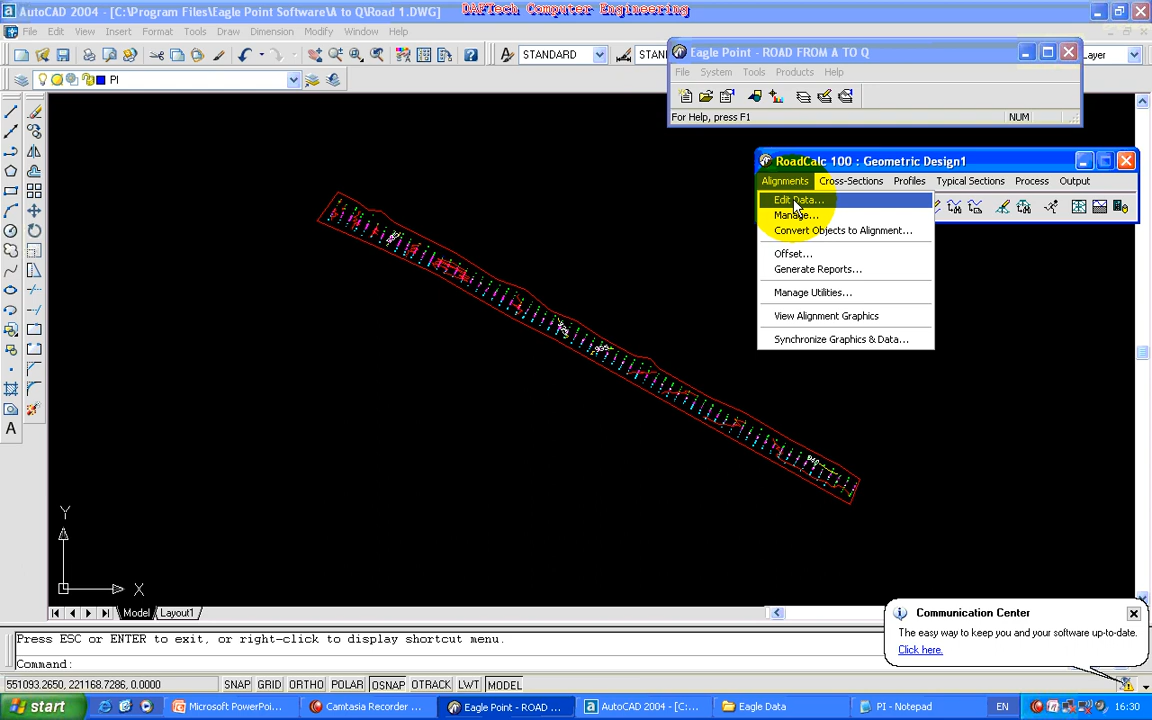 AutoCAD 2004 - [C:\Program Files\Eagle Point Software\A to Q\Road 1.DWG]
DAFTech Computer Engineering
File Edit View Insert Format Tools Draw Dimension Modify Window Help
STANDARD
STAN
Layer
PI
Eagle Point - ROAD FROM A TO Q
File System Tools Products Help
For Help, press F1
NUM
RoadCalc 100 : Geometric Design1
Alignments Cross-Sections Profiles Typical Sections Process Output
Edit Data...
Manage...
Convert Objects to Alignment...
Offset...
Generate Reports...
Manage Utilities...
View Alignment Graphics
Synchronize Graphics & Data...
A
Y
X
Model Layout1
Communication Center
The easy way to keep you and your software up-to-date.
Click here.
Press ESC or ENTER to exit, or right-click to display shortcut menu.
Command:
551093.2650, 221168.7286, 0.0000 SNAP GRID ORTHO POLAR OSNAP OTRACK LWT MODEL
start
Microsoft PowerPoi...
Camtasia Recorder ...
Eagle Point - ROAD ...
AutoCAD 2004 - [C:...
Eagle Data
PI - Notepad
EN
16:30